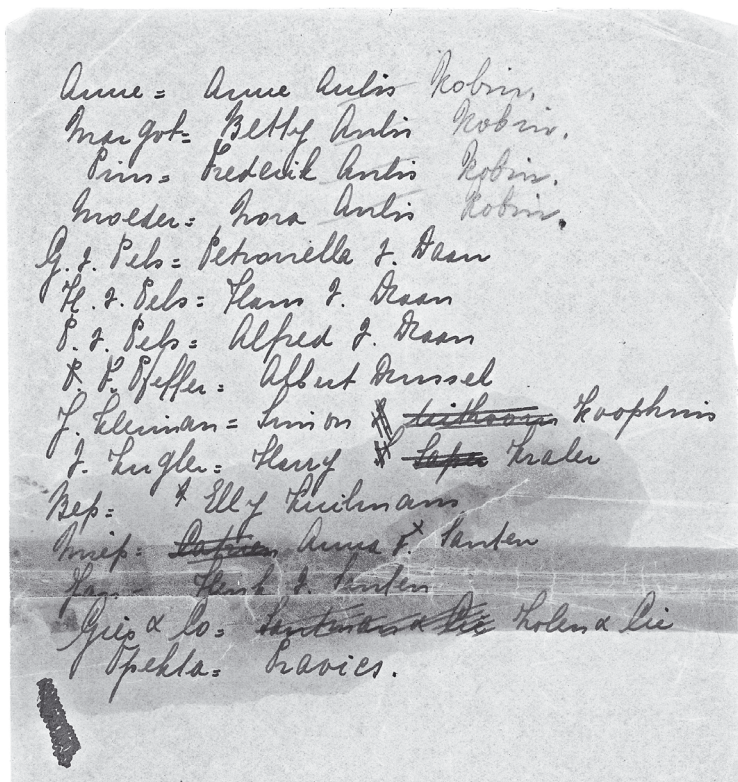 Anne = Anne Aulis Robin.
Margot = Betty Aulis Robin.
Pim = Frederik Aulis Robin.
Moeder = Nora Aulis Robin.
G. v. Pels = Petronella v. Daan
H. v. Pels = Hans v. Daan
P. v. Pels = Alfred v. Daan
F. Pfeffer = Albert Dussel
J. Kleiman = Simon Koophuis
V. Kugler = Harry Kraler
Bep = Elly Kuilmans
Miep = Anna v. Santen
Jan = Henk v. Santen
Gies & Co = Kolen & Cie
Opekta = Travies.